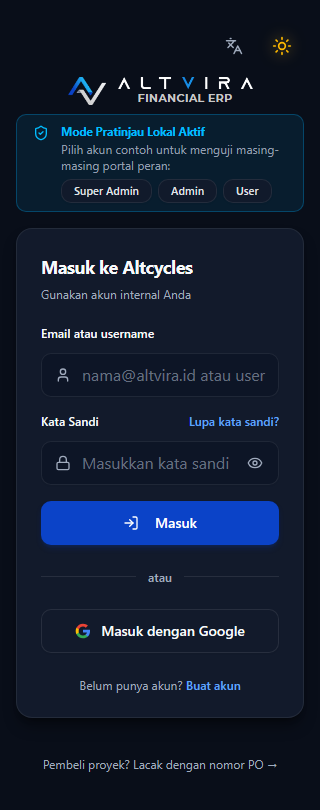 ALTVIRA
FINANCIAL ERP
Mode Pratinjau Lokal Aktif
Pilih akun contoh untuk menguji masing-
masing portal peran:
Super Admin
Admin
User
Masuk ke Altcycles
Gunakan akun internal Anda
Email atau username
nama@altvira.id atau user
Kata Sandi
Lupa kata sandi?
Masukkan kata sandi
Masuk
atau
Masuk dengan Google
Belum punya akun? Buat akun
Pembeli proyek? Lacak dengan nomor PO →